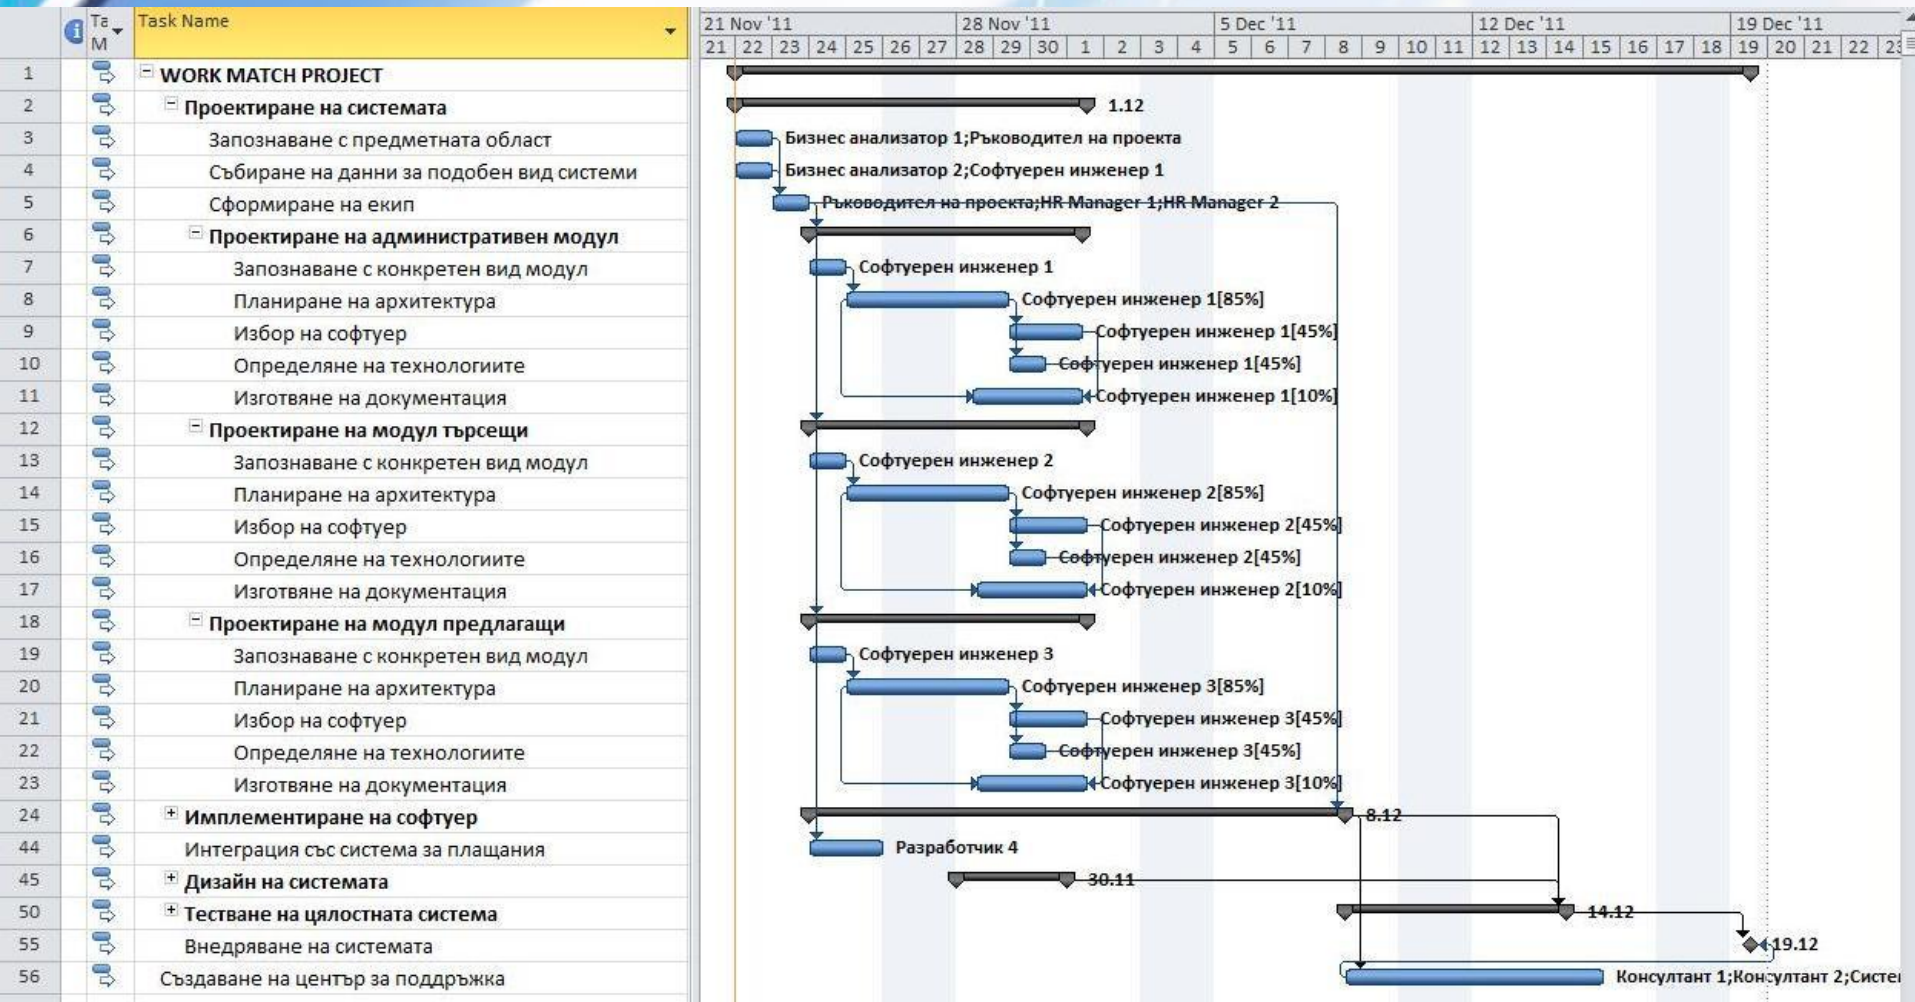 Ta M Task Name
21 Nov '11 28 Nov '11 5 Dec '11 12 Dec '11 19 Dec '11
21 22 23 24 25 26 27 28 29 30 1 2 3 4 5 6 7 8 9 10 11 12 13 14 15 16 17 18 19 20 21 22 23
1 WORK MATCH PROJECT
2 Проектиране на системата 1.12
3 Запознаване с предметната област Бизнес анализатор 1;Ръководител на проекта
4 Събиране на данни за подобен вид системи Бизнес анализатор 2;Софтуерен инженер 1
5 Сформиране на екип Ръководител на проекта;HR Manager 1;HR Manager 2
6 Проектиране на административен модул
7 Запознаване с конкретен вид модул Софтуерен инженер 1
8 Планиране на архитектура Софтуерен инженер 1[85%]
9 Избор на софтуер Софтуерен инженер 1[45%]
10 Определяне на технологиите Софтуерен инженер 1[45%]
11 Изготвяне на документация Софтуерен инженер 1[10%]
12 Проектиране на модул търсещи
13 Запознаване с конкретен вид модул Софтуерен инженер 2
14 Планиране на архитектура Софтуерен инженер 2[85%]
15 Избор на софтуер Софтуерен инженер 2[45%]
16 Определяне на технологиите Софтуерен инженер 2[45%]
17 Изготвяне на документация Софтуерен инженер 2[10%]
18 Проектиране на модул предлагащи
19 Запознаване с конкретен вид модул Софтуерен инженер 3
20 Планиране на архитектура Софтуерен инженер 3[85%]
21 Избор на софтуер Софтуерен инженер 3[45%]
22 Определяне на технологиите Софтуерен инженер 3[45%]
23 Изготвяне на документация Софтуерен инженер 3[10%]
24 Имплементиране на софтуер 8.12
44 Интеграция със система за плащания Разработчик 4
45 Дизайн на системата 30.11
50 Тестване на цялостната система 14.12
55 Внедряване на системата 19.12
56 Създаване на център за поддръжка Консултант 1;Консултант 2;Систе